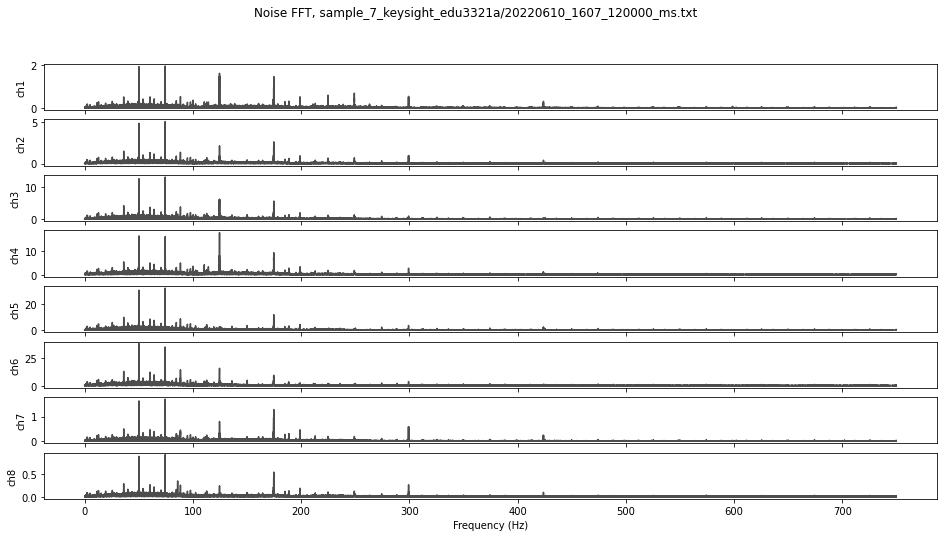 Noise FFT, sample_7_keysight_edu3321a/20220610_1607_120000_ms.txt
2
0
ch1
5
0
ch2
10
0
ch3
10
0
ch4
20
0
ch5
25
0
ch6
1
0
ch7
0.5
0.0
ch8
0 100 200 300 400 500 600 700
Frequency (Hz)